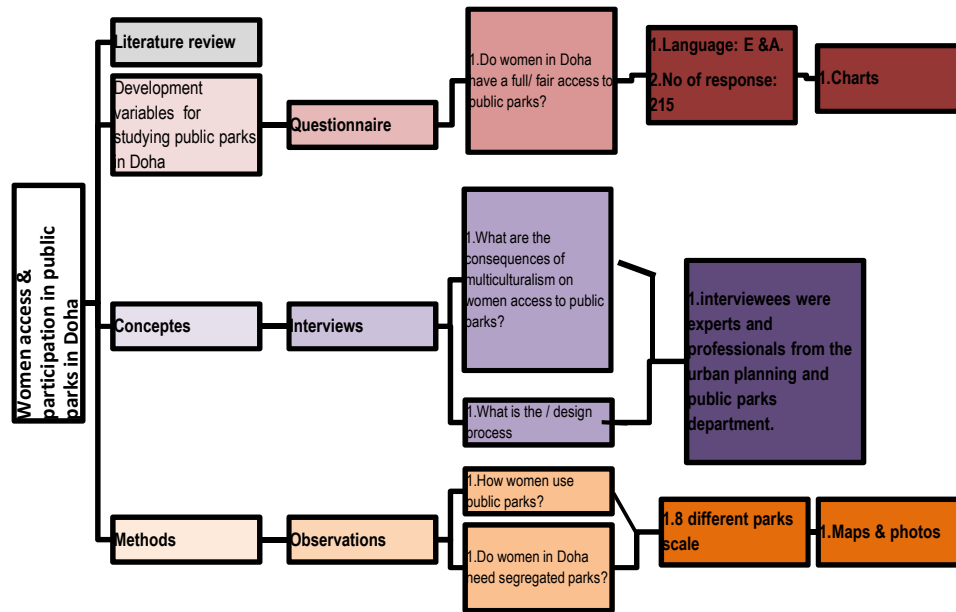 Women access &
participation in public
parks in Doha
Literature review
Development
variables for
studying public parks
in Doha
Questionnaire
1.Do women in Doha
have a full/ fair access to
public parks?
1.Language: E &A.
2.No of response:
215
1.Charts
Conceptes
Interviews
1.What are the
consequences of
multiculturalism on
women access to public
parks?
1.What is the / design
process
1.interviewees were
experts and
professionals from the
urban planning and
public parks
department.
Methods
Observations
1.How women use
public parks?
1.Do women in Doha
need segregated parks?
1.8 different parks
scale
1.Maps & photos